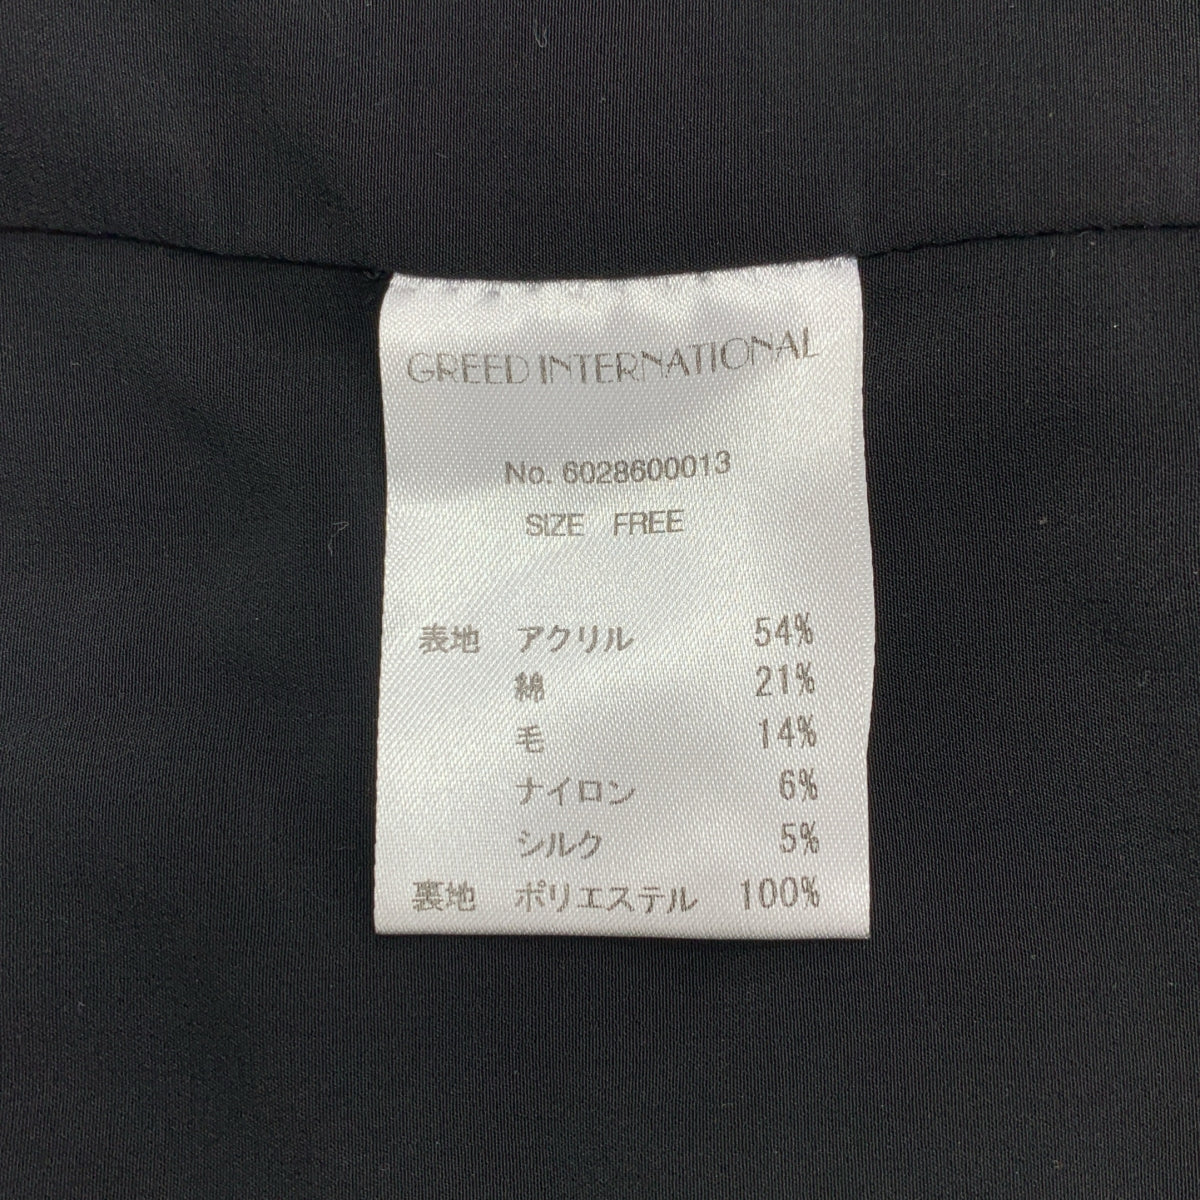 GREED INTERNATIONAL
No. 6028600013
SIZE FREE
表地 アクリル 54%
綿 21%
毛 14%
ナイロン 6%
シルク 5%
裏地 ポリエステル 100%